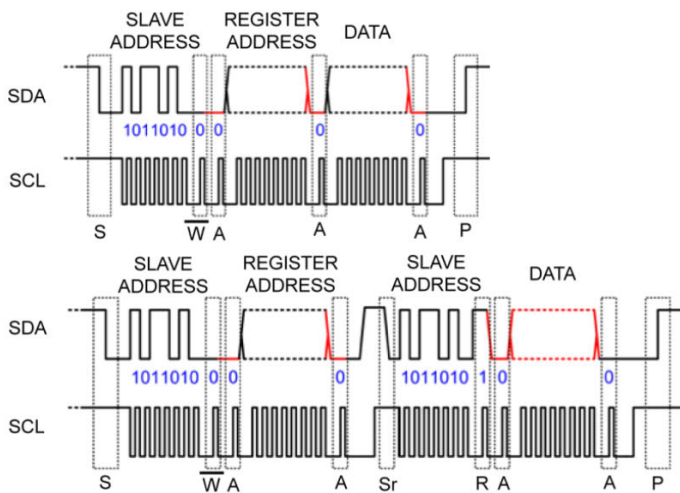 SLAVE ADDRESS REGISTER ADDRESS DATA
SDA
1011010 0 0 0 0
SCL
S W A A A P
SLAVE ADDRESS REGISTER ADDRESS SLAVE ADDRESS DATA
SDA
1011010 0 0 0 1011010 1 0 0
SCL
S W A A Sr R A A P